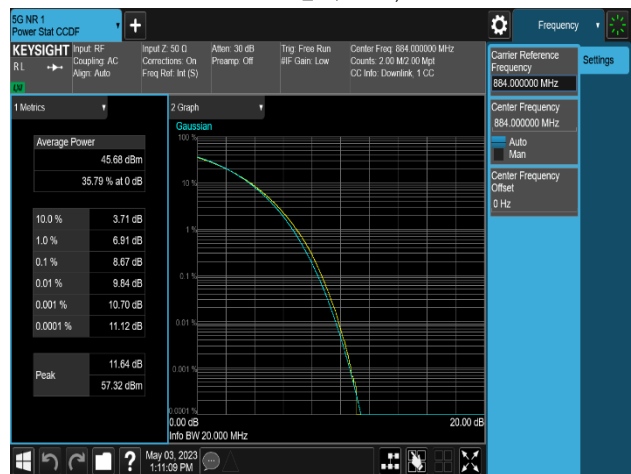 5G NR 1
Power Stat CCDF
Frequency
KEYSIGHT
RL
LW
Input: RF
Coupling: AC
Align: Auto
Input Z: 50 Ω
Corrections: On
Freq Ref: Int (S)
Atten: 30 dB
Preamp: Off
Trig: Free Run
#IF Gain: Low
Center Freq: 884.000000 MHz
Counts: 2.00 M/2.00 Mpt
CC Info: Downlink, 1 CC
Carrier Reference
Frequency
884.000000 MHz
Settings
Center Frequency
884.000000 MHz
Auto
Man
Center Frequency
Offset
0 Hz
1 Metrics
Average Power
45.68 dBm
35.79 % at 0 dB
10.0 % 3.71 dB
1.0 % 6.91 dB
0.1 % 8.67 dB
0.01 % 9.84 dB
0.001 % 10.70 dB
0.0001 % 11.12 dB
Peak
11.64 dB
57.32 dBm
2 Graph
Gaussian
100 %
10 %
1 %
0.1 %
0.01 %
0.001 %
0.0001 %
0.00 dB
20.00 dB
Info BW 20.000 MHz
?
May 03, 2023
1:11:09 PM